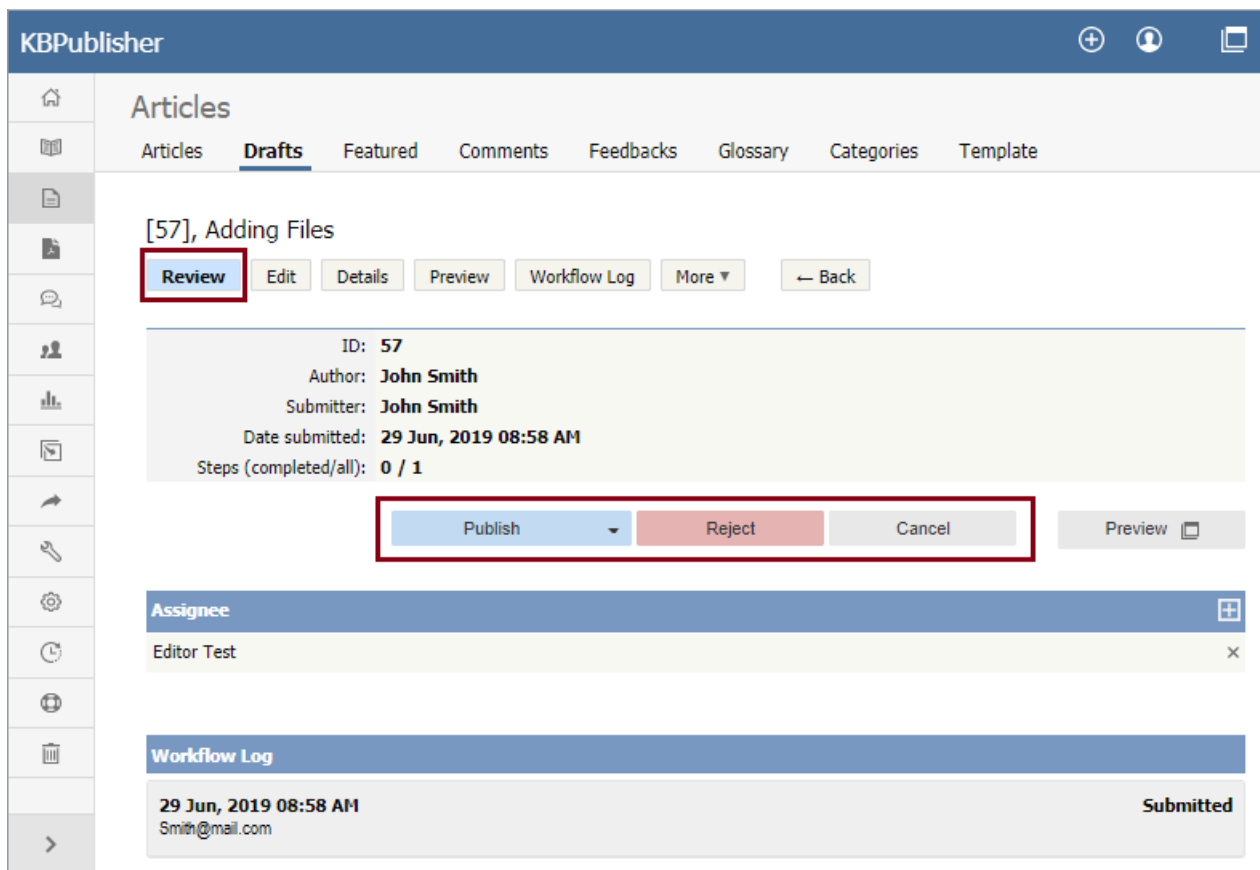 KBPublisher
Articles
Articles Drafts Featured Comments Feedbacks Glossary Categories Template
[57], Adding Files
Review Edit Details Preview Workflow Log More ▼ ← Back
ID: 57
Author: John Smith
Submitter: John Smith
Date submitted: 29 Jun, 2019 08:58 AM
Steps (completed/all): 0 / 1
Publish Reject Cancel Preview
Assignee
Editor Test
Workflow Log
29 Jun, 2019 08:58 AM Submitted
Smith@mail.com